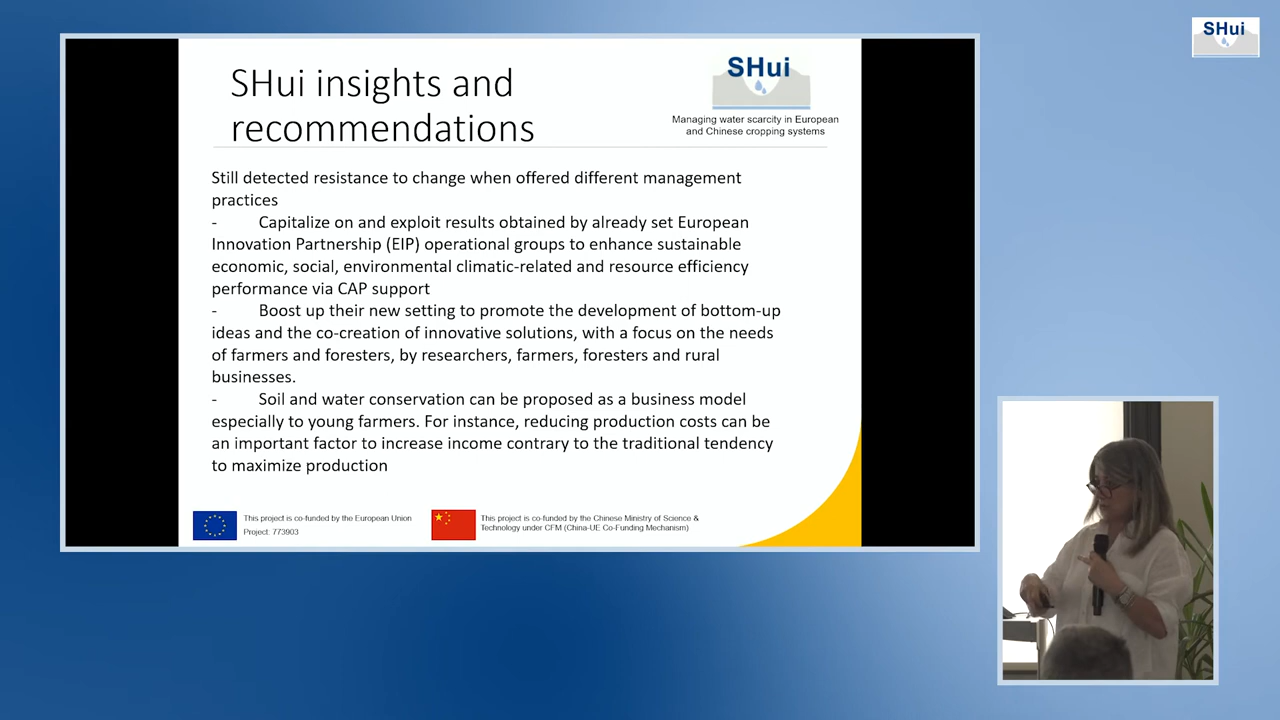 SHui
SHui insights and
recommendations
SHui
Managing water scarcity in European
and Chinese cropping systems
Still detected resistance to change when offered different management
practices
- Capitalize on and exploit results obtained by already set European
Innovation Partnership (EIP) operational groups to enhance sustainable
economic, social, environmental climatic-related and resource efficiency
performance via CAP support
- Boost up their new setting to promote the development of bottom-up
ideas and the co-creation of innovative solutions, with a focus on the needs
of farmers and foresters, by researchers, farmers, foresters and rural
businesses.
- Soil and water conservation can be proposed as a business model
especially to young farmers. For instance, reducing production costs can be
an important factor to increase income contrary to the traditional tendency
to maximize production
This project is co-funded by the European Union
Project: 773903
This project is co-funded by the Chinese Ministry of Science &
Technology under CFM (China-UE Co-Funding Mechanism)